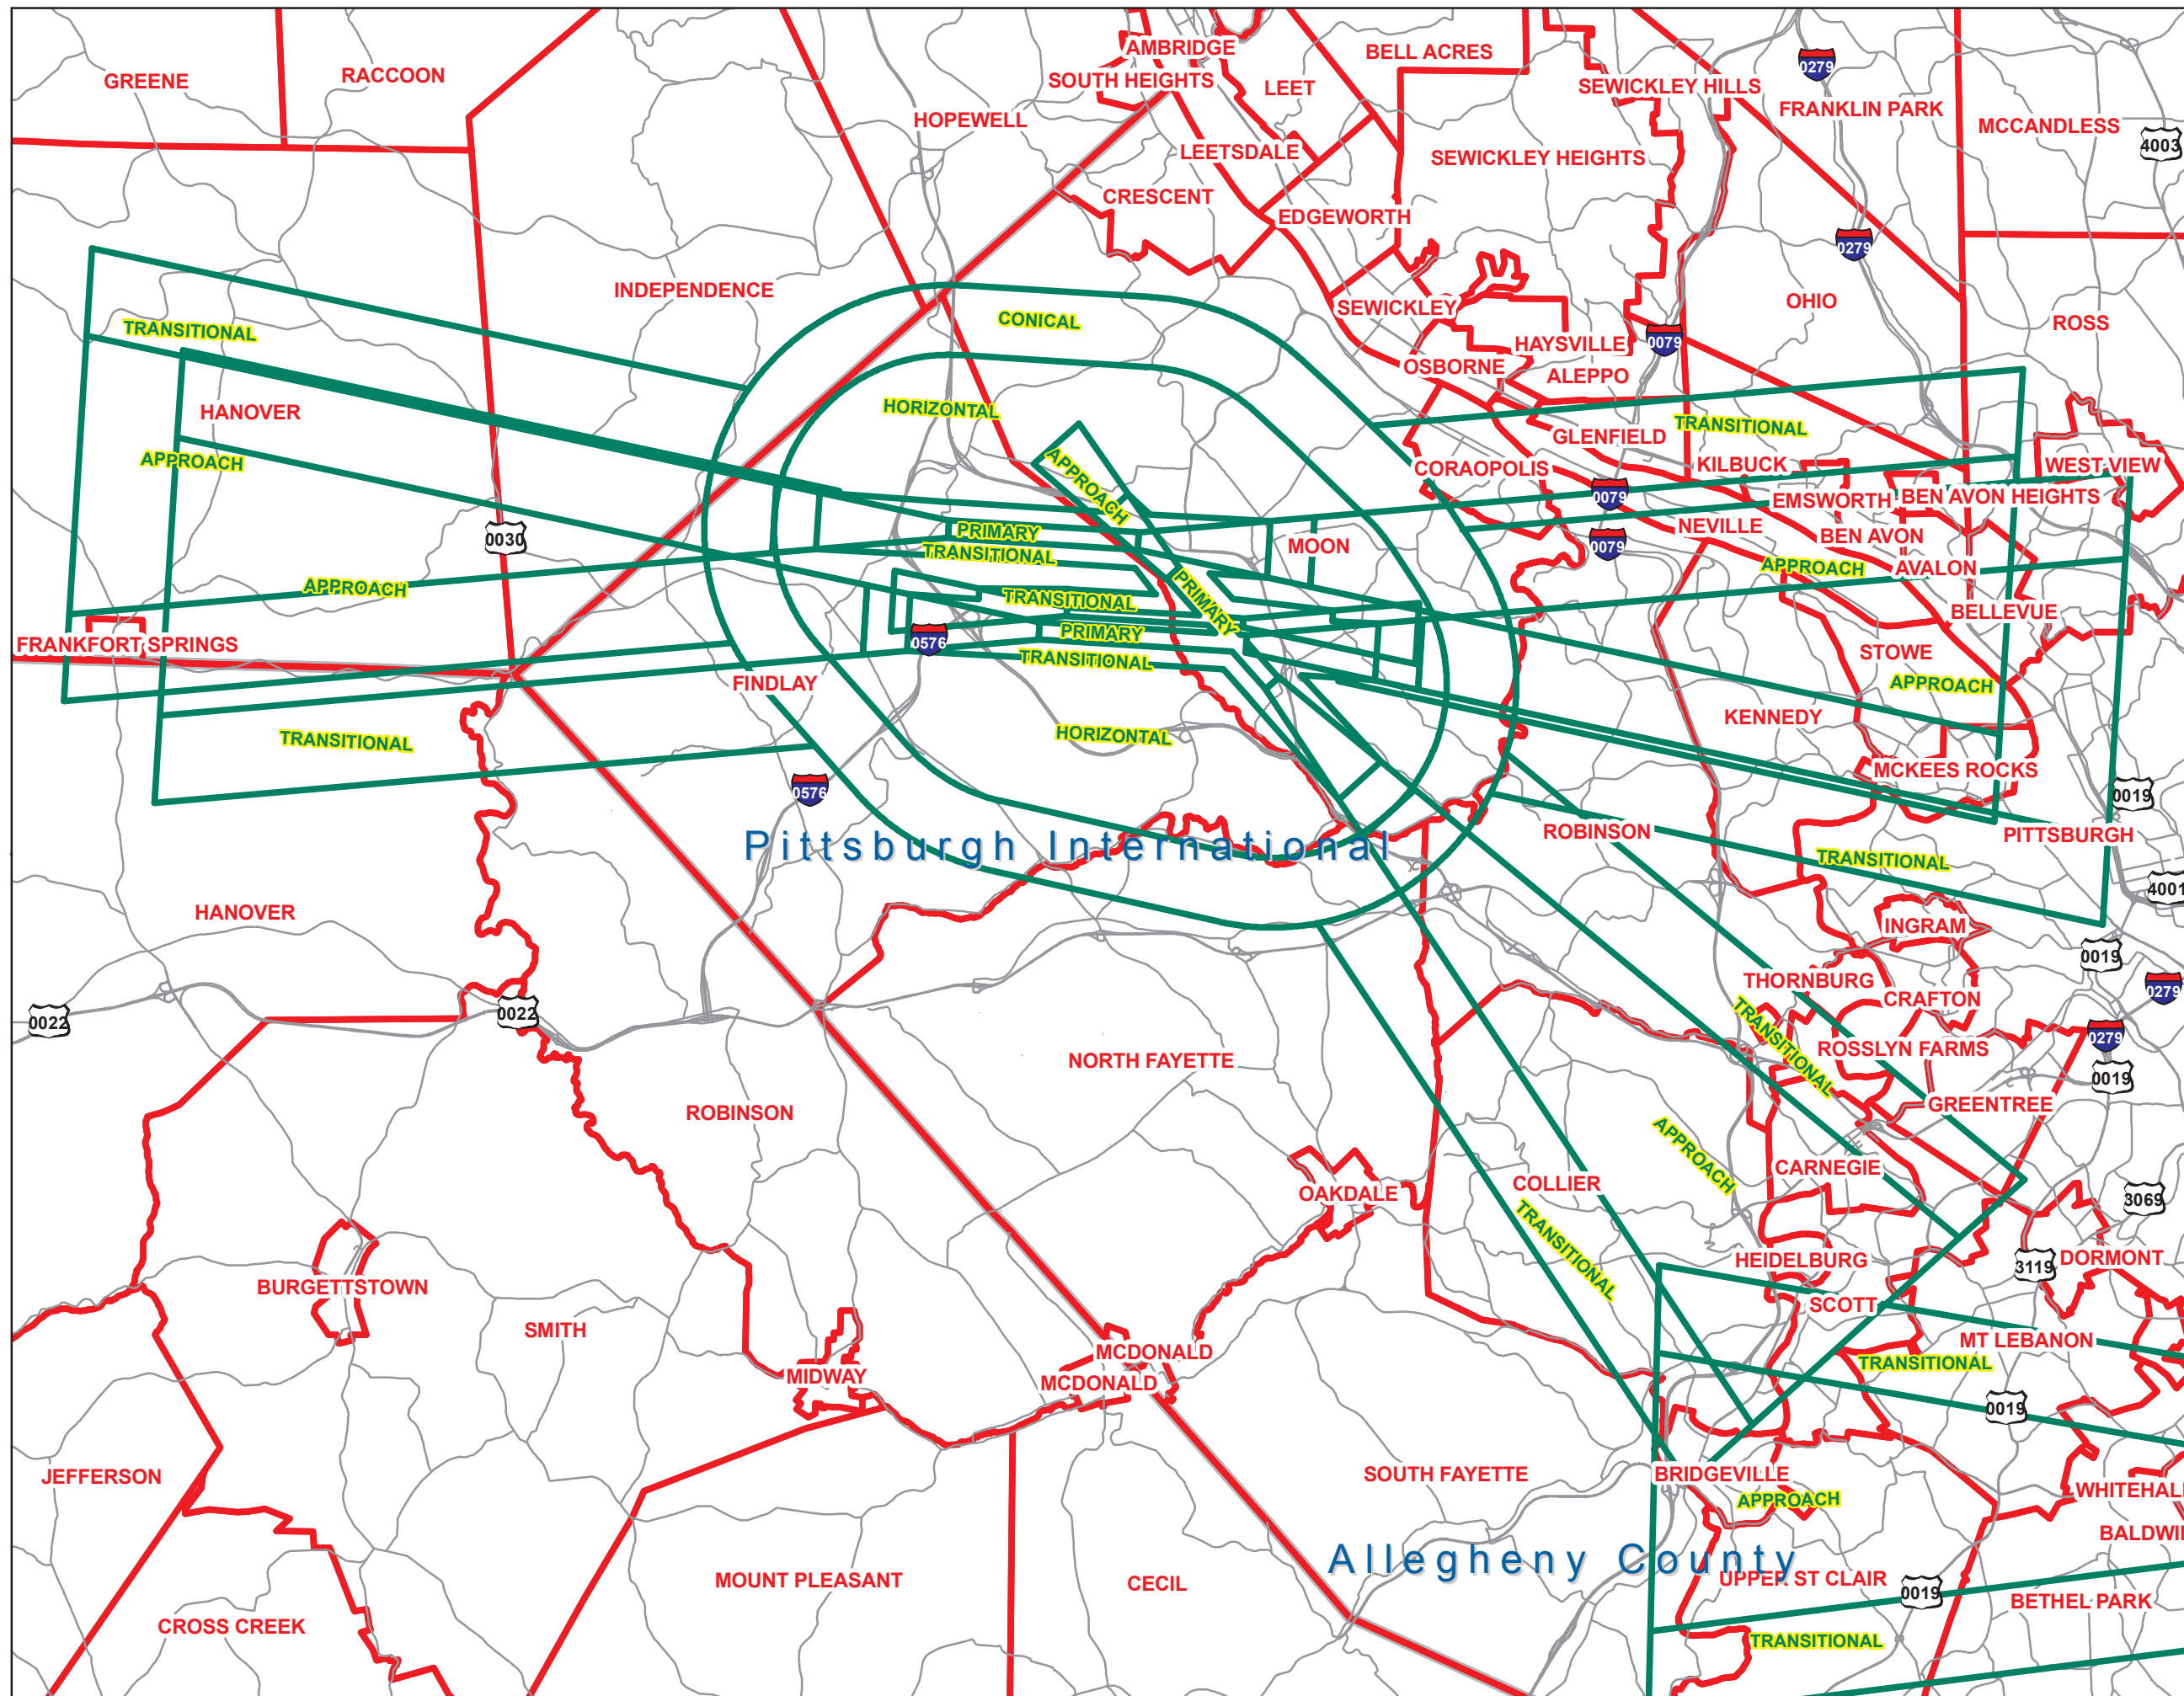 AMBRIDGE
BELL ACRES
0279
GREENE
RACCOON
SOUTH HEIGHTS
LEET
SEWICKLEY HILLS
FRANKLIN PARK
HOPEWELL
MCCANDLESS
4003
LEETSDALE
SEWICKLEY HEIGHTS
CRESCENT
EDGEWORTH
0279
INDEPENDENCE
SEWICKLEY
OHIO
CONICAL
ROSS
TRANSITIONAL
HAYSVILLE
0079
OSBORNE
ALEPPO
HANOVER
HORIZONTAL
TRANSITIONAL
GLENFIELD
APPROACH
APPROACH
CORAOPOLIS
KILBUCK
WEST VIEW
0079
EMSWORTH
BEN AVON HEIGHTS
0030
PRIMARY
MOON
0079
NEVILLE
BEN AVON
TRANSITIONAL
APPROACH
AVALON
APPROACH
TRANSITIONAL
PRIMARY
BELLEVUE
FRANKFORT SPRINGS
0576
PRIMARY
TRANSITIONAL
STOWE
FINDLAY
APPROACH
TRANSITIONAL
HORIZONTAL
KENNEDY
MCKEES ROCKS
0576
0019
Pittsburgh International
ROBINSON
PITTSBURGH
TRANSITIONAL
4001
HANOVER
INGRAM
0019
THORNBURG
0279
CRAFTON
0022
0022
TRANSITIONAL
0279
NORTH FAYETTE
ROSSLYN FARMS
0019
ROBINSON
GREENTREE
APPROACH
CARNEGIE
COLLIER
OAKDALE
3069
TRANSITIONAL
HEIDELBURG
3119
DORMONT
BURGETTSTOWN
SCOTT
SMITH
MT LEBANON
MCDONALD
TRANSITIONAL
MIDWAY
MCDONALD
0019
JEFFERSON
SOUTH FAYETTE
BRIDGEVILLE
WHITEHAL
APPROACH
BALDWI
Allegheny County
MOUNT PLEASANT
CECIL
UPPER ST CLAIR
0019
BETHEL PARK
CROSS CREEK
TRANSITIONAL